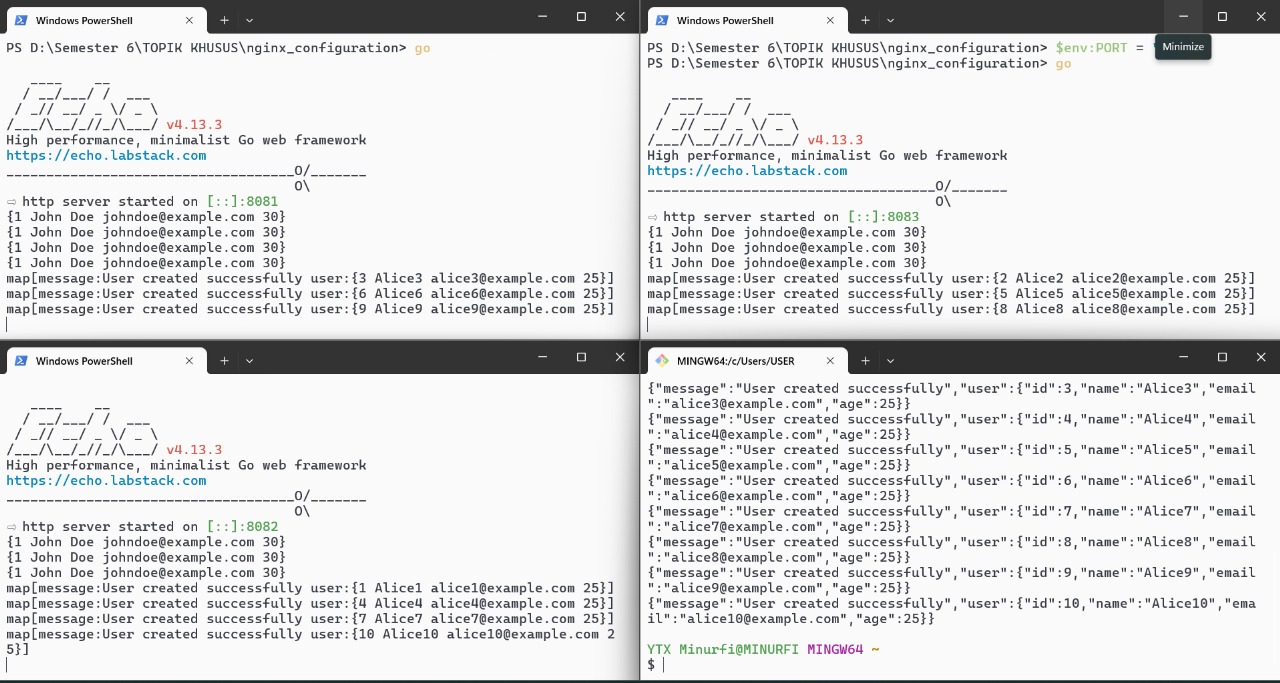 Windows PowerShell
PS D:\Semester 6\TOPIK KHUSUS\nginx_configuration> go
   ____    __
  / __/___/ /  ___
 / _// __/ _ \/ _ \
/___/\__/_//_/\___/ v4.13.3
High performance, minimalist Go web framework
https://echo.labstack.com
____________________________________O/_______
                                    O\
⇨ http server started on [::]:8081
{1 John Doe johndoe@example.com 30}
{1 John Doe johndoe@example.com 30}
{1 John Doe johndoe@example.com 30}
{1 John Doe johndoe@example.com 30}
map[message:User created successfully user:{3 Alice3 alice3@example.com 25}]
map[message:User created successfully user:{6 Alice6 alice6@example.com 25}]
map[message:User created successfully user:{9 Alice9 alice9@example.com 25}]
Windows PowerShell
PS D:\Semester 6\TOPIK KHUSUS\nginx_configuration> $env:PORT =
Minimize
PS D:\Semester 6\TOPIK KHUSUS\nginx_configuration> go
   ____    __
  / __/___/ /  ___
 / _// __/ _ \/ _ \
/___/\__/_//_/\___/ v4.13.3
High performance, minimalist Go web framework
https://echo.labstack.com
____________________________________O/_______
                                    O\
⇨ http server started on [::]:8083
{1 John Doe johndoe@example.com 30}
{1 John Doe johndoe@example.com 30}
{1 John Doe johndoe@example.com 30}
map[message:User created successfully user:{2 Alice2 alice2@example.com 25}]
map[message:User created successfully user:{5 Alice5 alice5@example.com 25}]
map[message:User created successfully user:{8 Alice8 alice8@example.com 25}]
Windows PowerShell
   ____    __
  / __/___/ /  ___
 / _// __/ _ \/ _ \
/___/\__/_//_/\___/ v4.13.3
High performance, minimalist Go web framework
https://echo.labstack.com
____________________________________O/_______
                                    O\
⇨ http server started on [::]:8082
{1 John Doe johndoe@example.com 30}
{1 John Doe johndoe@example.com 30}
{1 John Doe johndoe@example.com 30}
map[message:User created successfully user:{1 Alice1 alice1@example.com 25}]
map[message:User created successfully user:{4 Alice4 alice4@example.com 25}]
map[message:User created successfully user:{7 Alice7 alice7@example.com 25}]
map[message:User created successfully user:{10 Alice10 alice10@example.com 2
5}]
MINGW64:/c/Users/USER
{"message":"User created successfully","user":{"id":3,"name":"Alice3","email
":"alice3@example.com","age":25}}
{"message":"User created successfully","user":{"id":4,"name":"Alice4","email
":"alice4@example.com","age":25}}
{"message":"User created successfully","user":{"id":5,"name":"Alice5","email
":"alice5@example.com","age":25}}
{"message":"User created successfully","user":{"id":6,"name":"Alice6","email
":"alice6@example.com","age":25}}
{"message":"User created successfully","user":{"id":7,"name":"Alice7","email
":"alice7@example.com","age":25}}
{"message":"User created successfully","user":{"id":8,"name":"Alice8","email
":"alice8@example.com","age":25}}
{"message":"User created successfully","user":{"id":9,"name":"Alice9","email
":"alice9@example.com","age":25}}
{"message":"User created successfully","user":{"id":10,"name":"Alice10","ema
il":"alice10@example.com","age":25}}
YTX Minurfi@MINURFI MINGW64 ~
$